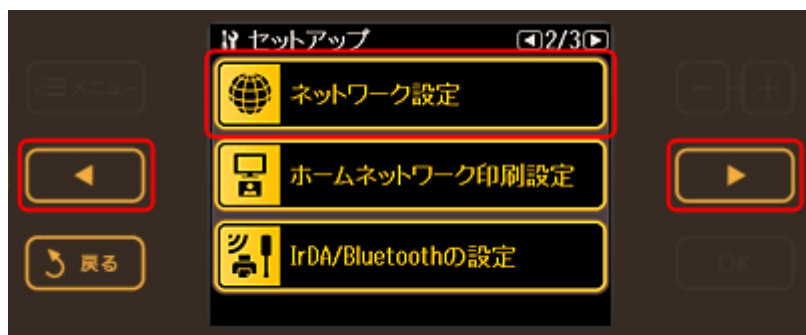 セットアップ
2/3
メニュー
ネットワーク設定
ホームネットワーク印刷設定
戻る
IrDA/Bluetoothの設定
OK